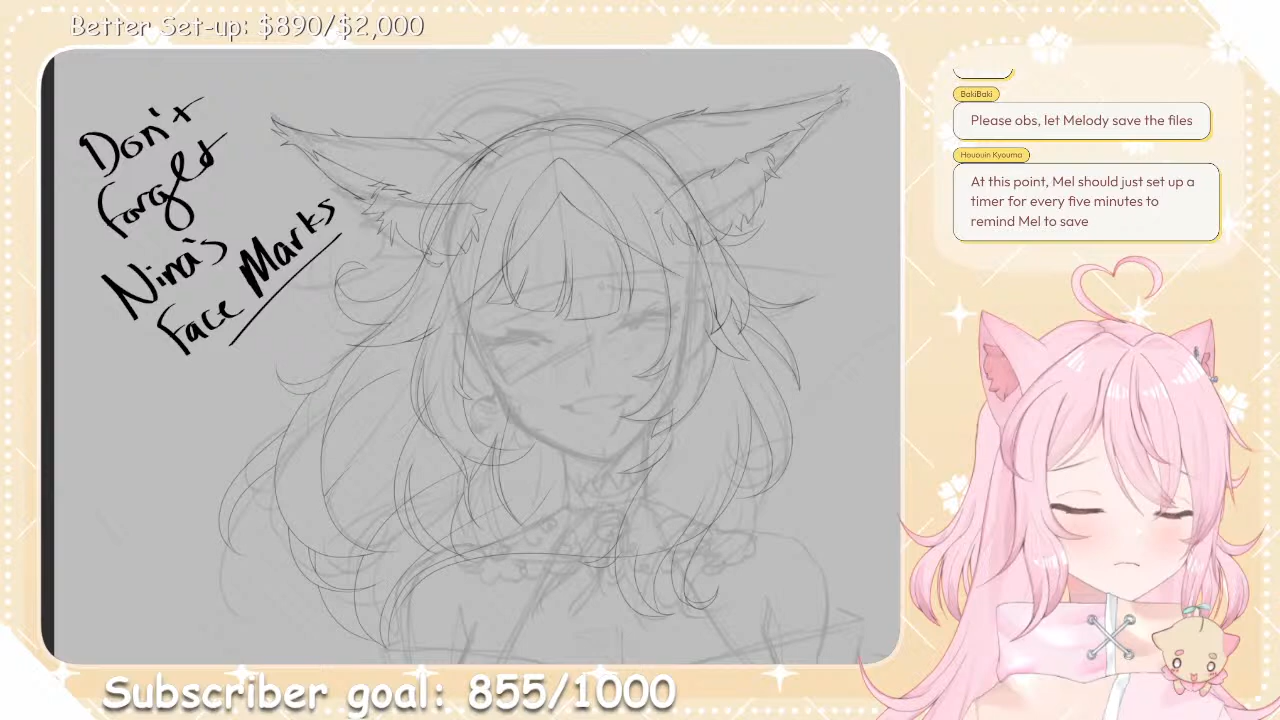 Better Set-up: $890/$2,000
Don't
forget
Nina's
face Marks
BakiBaki
Please obs, let Melody save the files
Hououin Kyouma
At this point, Mel should just set up a
timer for every five minutes to
remind Mel to save
Subscriber goal: 855/1000